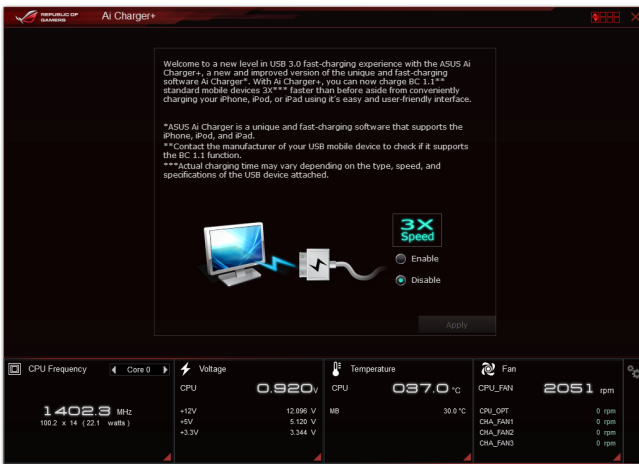 REPUBLIC OF
GAMERS
Ai Charger+
Welcome to a new level in USB 3.0 fast-charging experience with the ASUS Ai
Charger+, a new and improved version of the unique and fast-charging
software Ai Charger*. With Ai Charger+, you can now charge BC 1.1**
standard mobile devices 3X*** faster than before aside from conveniently
charging your iPhone, iPod, or iPad using it's easy and user-friendly interface.
*ASUS Ai Charger is a unique and fast-charging software that supports the
iPhone, iPod, and iPad.
**Contact the manufacturer of your USB mobile device to check if it supports
the BC 1.1 function.
***Actual charging time may vary depending on the type, speed, and
specifications of the USB device attached.
3X
Speed
Enable
Disable
Apply
CPU Frequency
Core 0
1402.3 MHz
100.2 x 14 (22.1 watts)
Voltage
CPU 0.920V
+12V 12.096 V
+5V 5.120 V
+3.3V 3.344 V
Temperature
CPU 037.0 °C
MB 30.0 °C
Fan
CPU_FAN 2051 rpm
CPU_OPT 0 rpm
CHA_FAN1 0 rpm
CHA_FAN2 0 rpm
CHA_FAN3 0 rpm